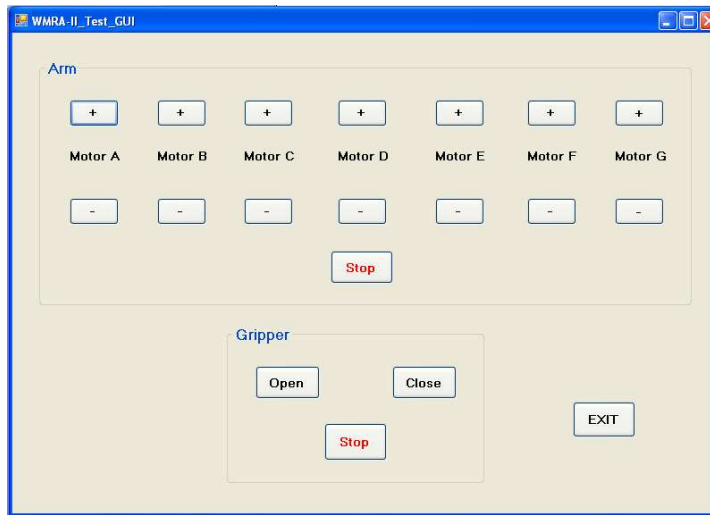 WMRA-II_Test_GUI
Arm
+ + + + + + +
Motor A Motor B Motor C Motor D Motor E Motor F Motor G
- - - - - - -
Stop
Gripper
Open Close
EXIT
Stop